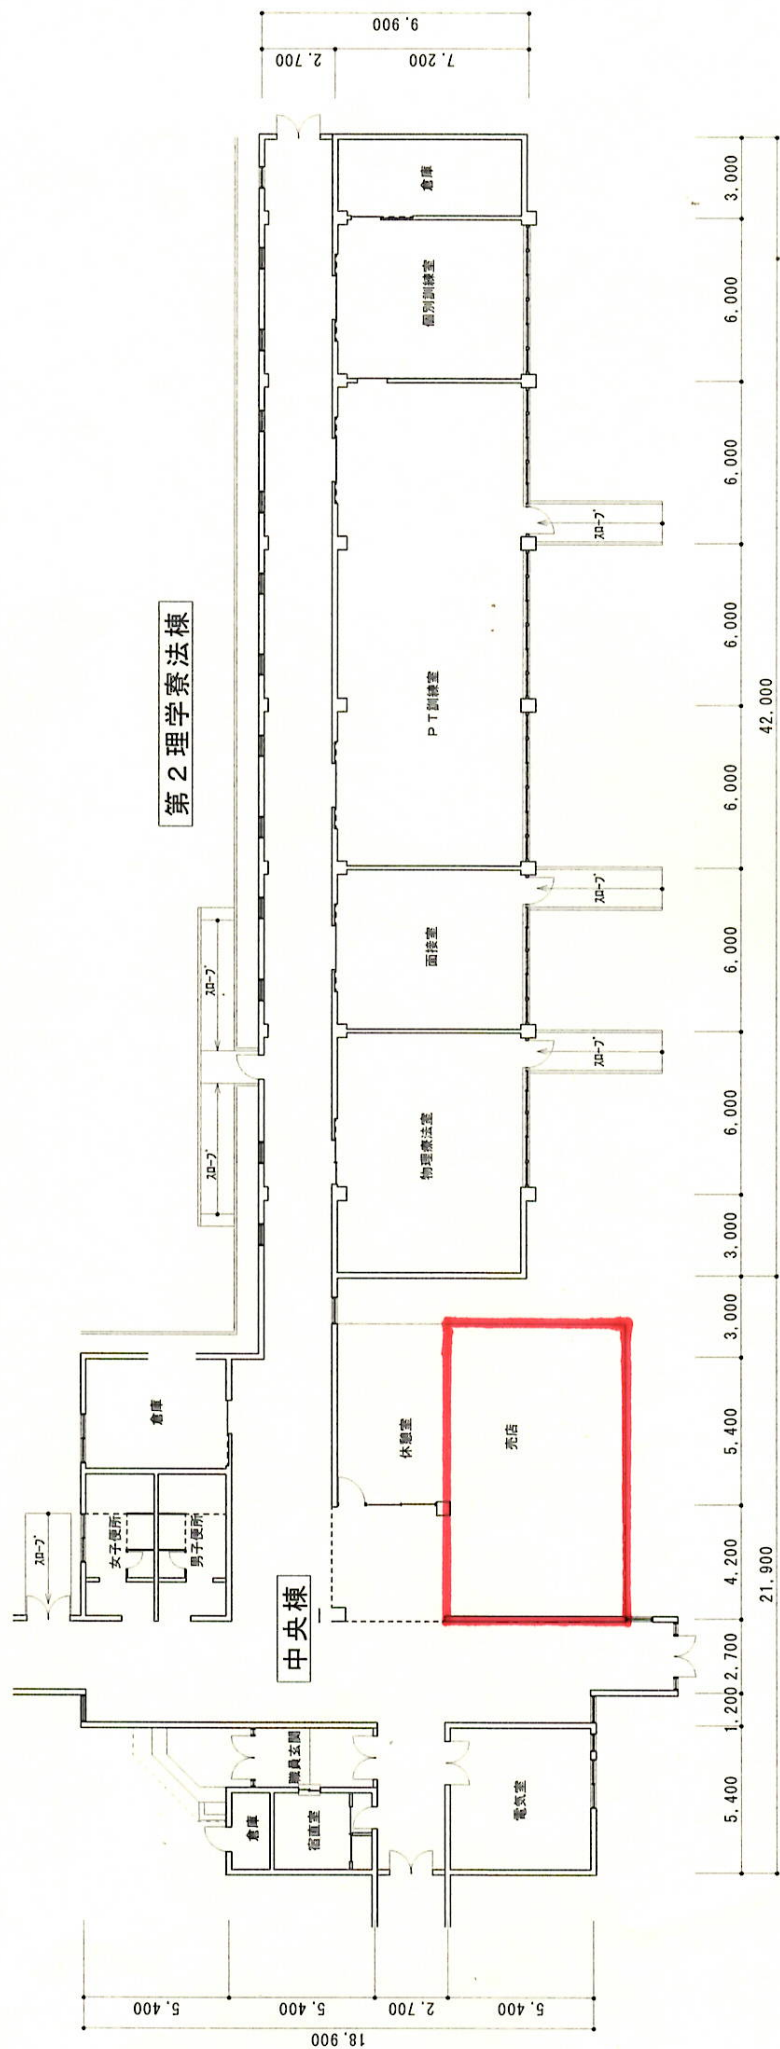 9.900
2.700
7.200
倉庫
3.000
個別訓練室
6.000
6.000
スロープ
第２理学寮法棟
6.000
ＰＴ訓練室
42.000
6.000
スロープ
面接室
スロープ
6.000
スロープ
スロープ
物理療法室
6.000
3.000
3.000
倉庫
休憩室
売店
5.400
スロープ
女子便所
男子便所
4.200
21.900
中央棟
2.700
1.200
職員玄関
倉庫
宿直室
電気室
5.400
5.400
5.400
2.700
5.400
18.900